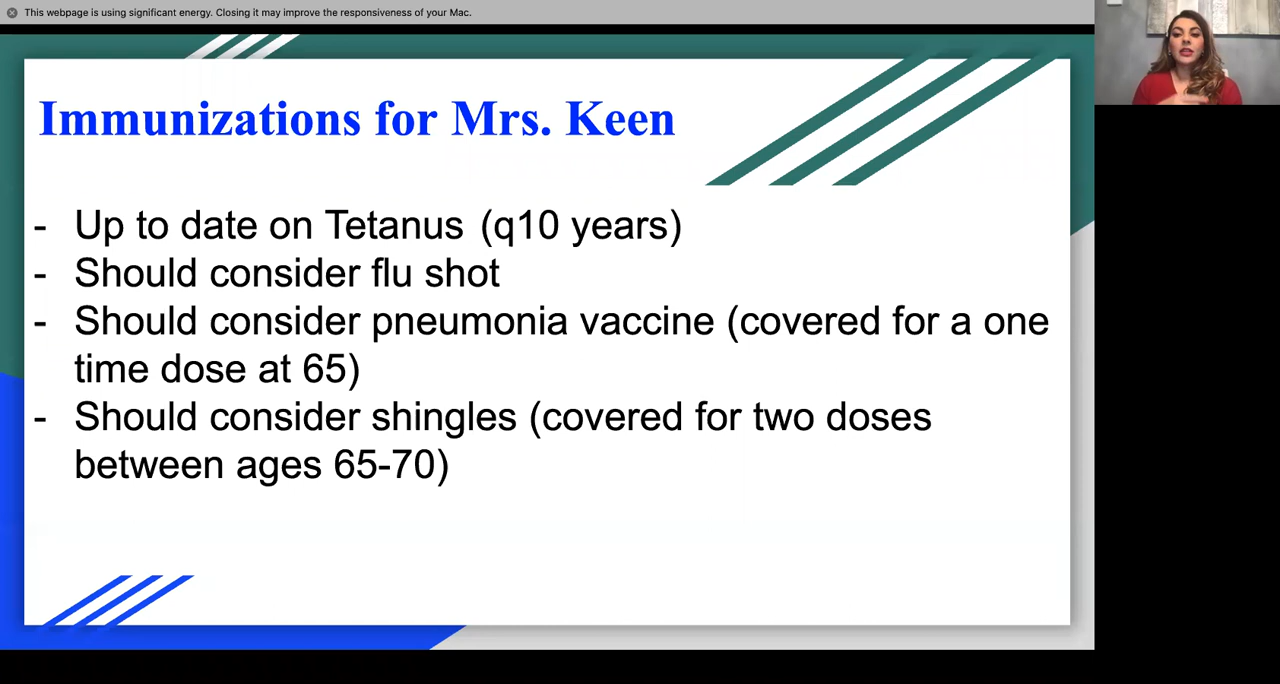 This webpage is using significant energy. Closing it may improve the responsiveness of your Mac.
Immunizations for Mrs. Keen
- Up to date on Tetanus (q10 years)
- Should consider flu shot
- Should consider pneumonia vaccine (covered for a one
time dose at 65)
- Should consider shingles (covered for two doses
between ages 65-70)